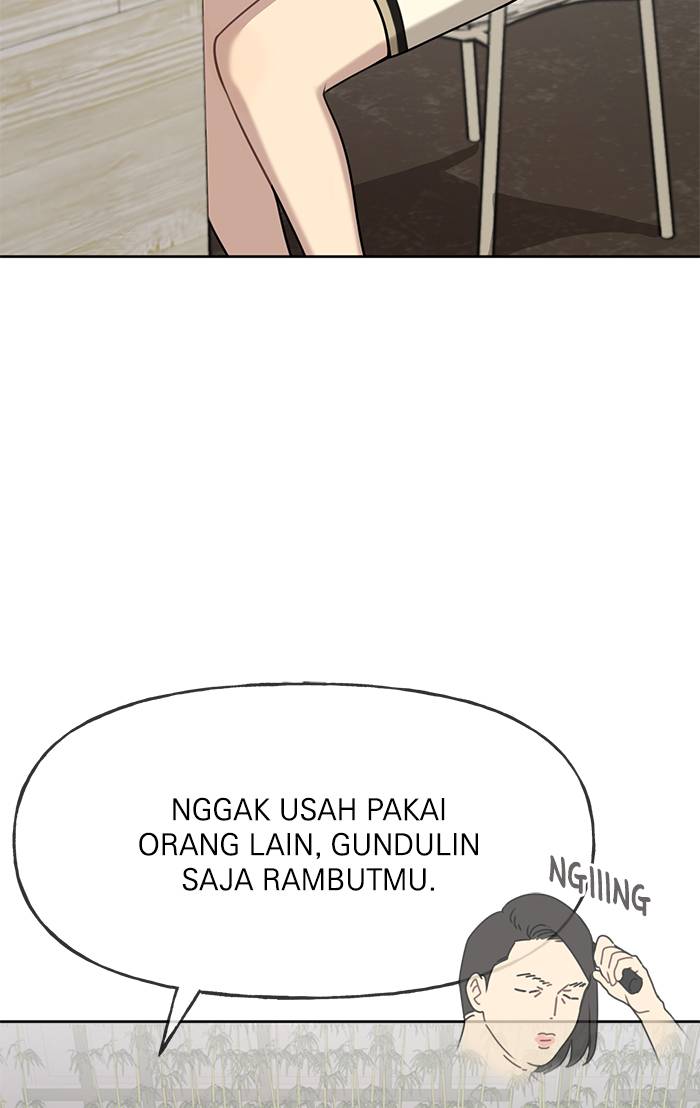 NGGAK USAH PAKAI
ORANG LAIN, GUNDULIN
SAJA RAMBUTMU.
NGIIING